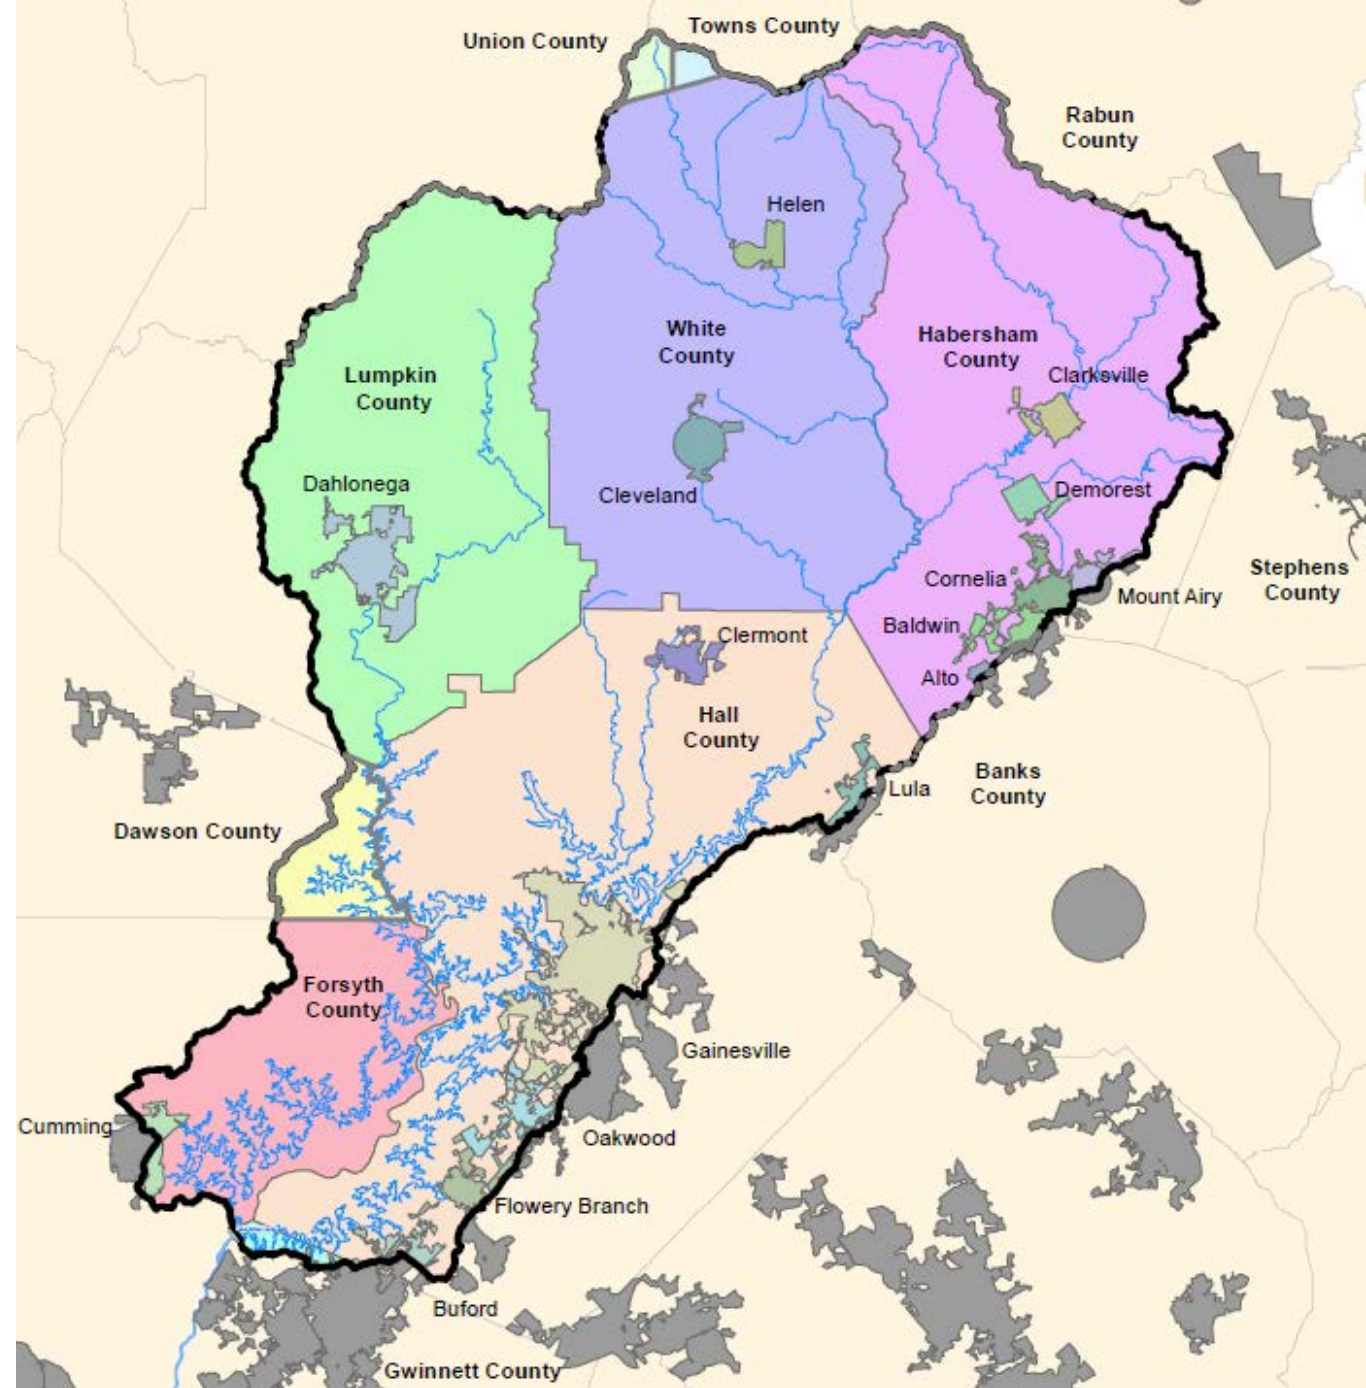 Towns County
Union County
Rabun
County
Helen
White
County
Habersham
County
Lumpkin
County
Clarksville
Dahlonega
Cleveland
Demorest
Cornelia
Stephens
County
Mount Airy
Baldwin
Clermont
Alto
Hall
County
Banks
County
Lula
Dawson County
Forsyth
County
Gainesville
Cumming
Oakwood
Flowery Branch
Buford
Gwinnett County